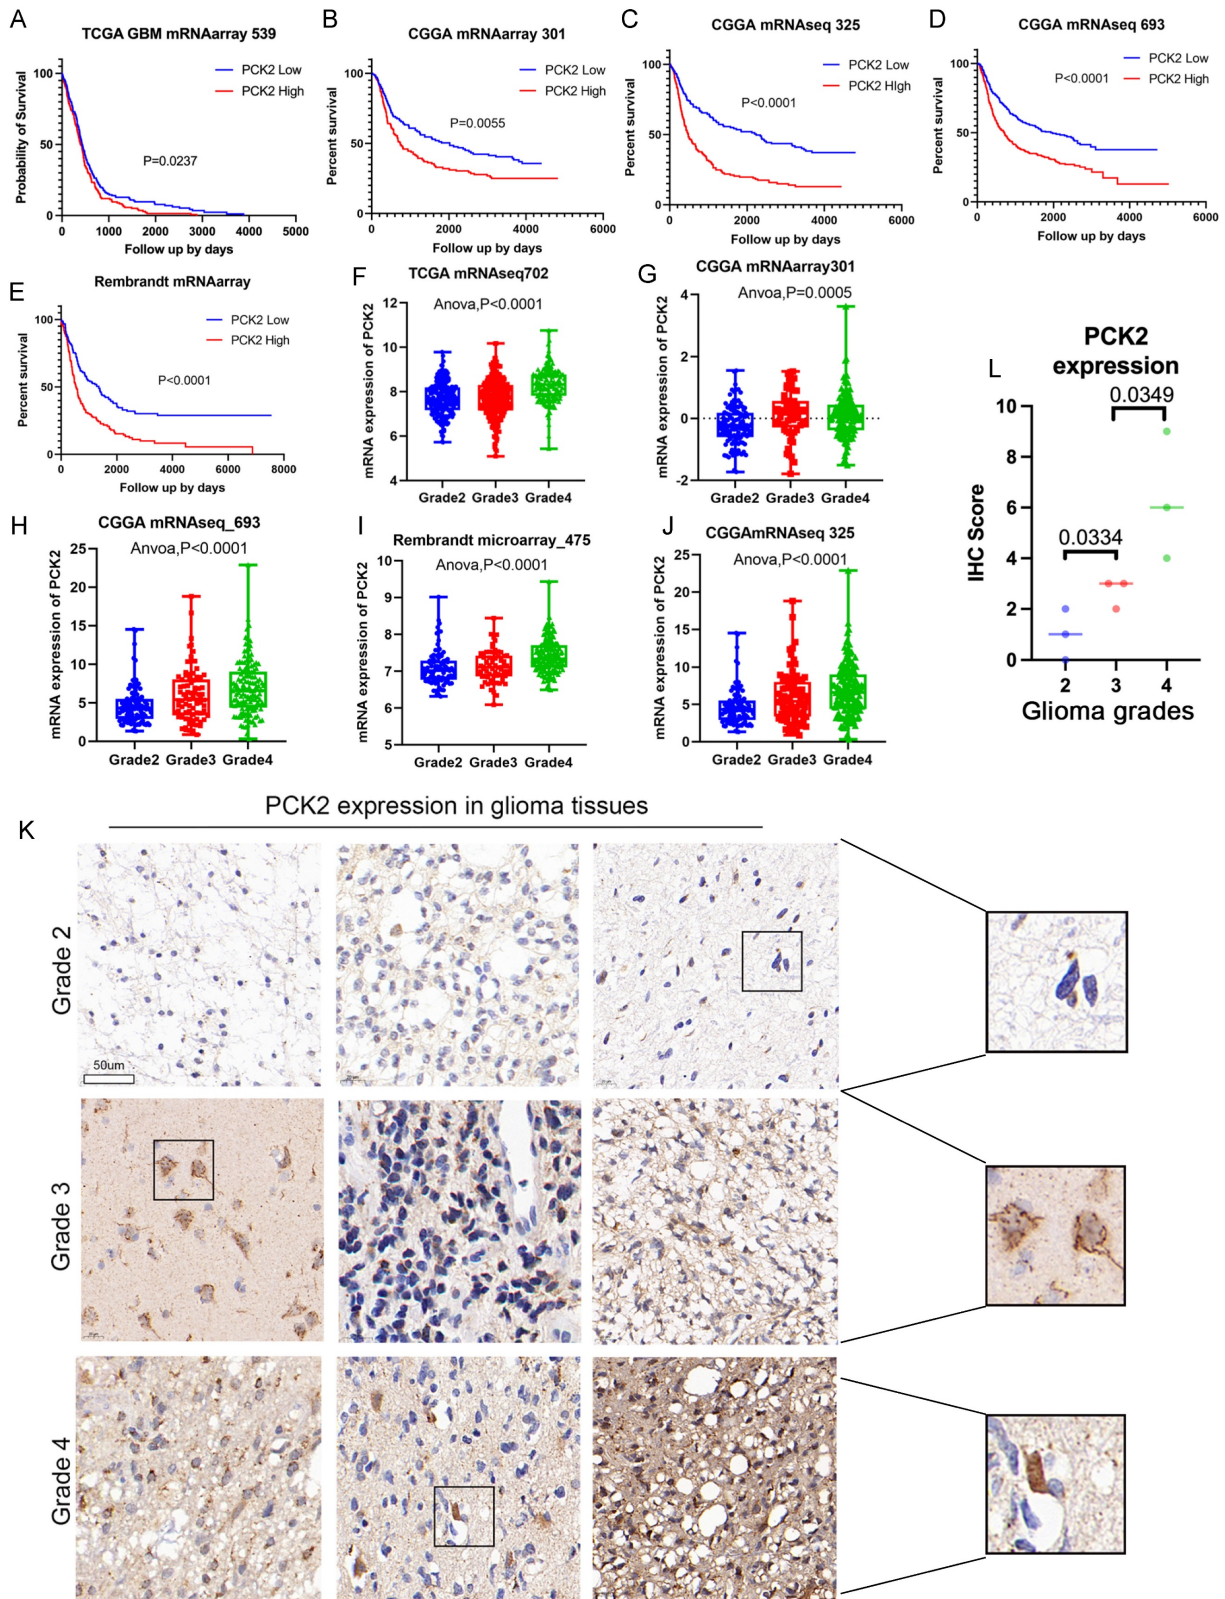 A
TCGA GBM mRNAarray 539
Probability of Survival
100
50
0
PCK2 Low
PCK2 High
P=0.0237
0 1000 2000 3000 4000 5000
Follow up by days
B
CGGA mRNAarray 301
Percent survival
100
50
0
PCK2 Low
PCK2 High
P=0.0055
0 2000 4000 6000
Follow up by days
C
CGGA mRNAseq 325
Percent survival
100
50
0
PCK2 Low
PCK2 HIgh
P<0.0001
0 2000 4000 6000
Follow up by days
D
CGGA mRNAseq 693
Percent survival
100
50
0
PCK2 Low
PCK2 High
P<0.0001
0 2000 4000 6000
Follow up by days
E
Rembrandt mRNAarray
Percent survival
100
50
0
PCK2 Low
PCK2 High
P<0.0001
0 2000 4000 6000 8000
Follow up by days
F
TCGA mRNAseq702
Anova,P<0.0001
mRNA expression of PCK2
12
10
8
6
4
Grade2 Grade3 Grade4
G
CGGA mRNAarray301
Anvoa,P=0.0005
mRNA expression of PCK2
4
2
0
-2
Grade2 Grade3 Grade4
H
CGGA mRNAseq_693
Anvoa,P<0.0001
mRNA expression of PCK2
25
20
15
10
5
0
Grade2 Grade3 Grade4
I
Rembrandt microarray_475
Anova,P<0.0001
mRNA expression of PCK2
10
9
8
7
6
5
Grade2 Grade3 Grade4
J
CGGAmRNAseq 325
Anova,P<0.0001
mRNA expression of PCK2
25
20
15
10
5
0
Grade2 Grade3 Grade4
L
PCK2
expression
0.0349
0.0334
IHC Score
10
8
6
4
2
0
2 3 4
Glioma grades
K
PCK2 expression in glioma tissues
Grade 2
50um
Grade 3
Grade 4